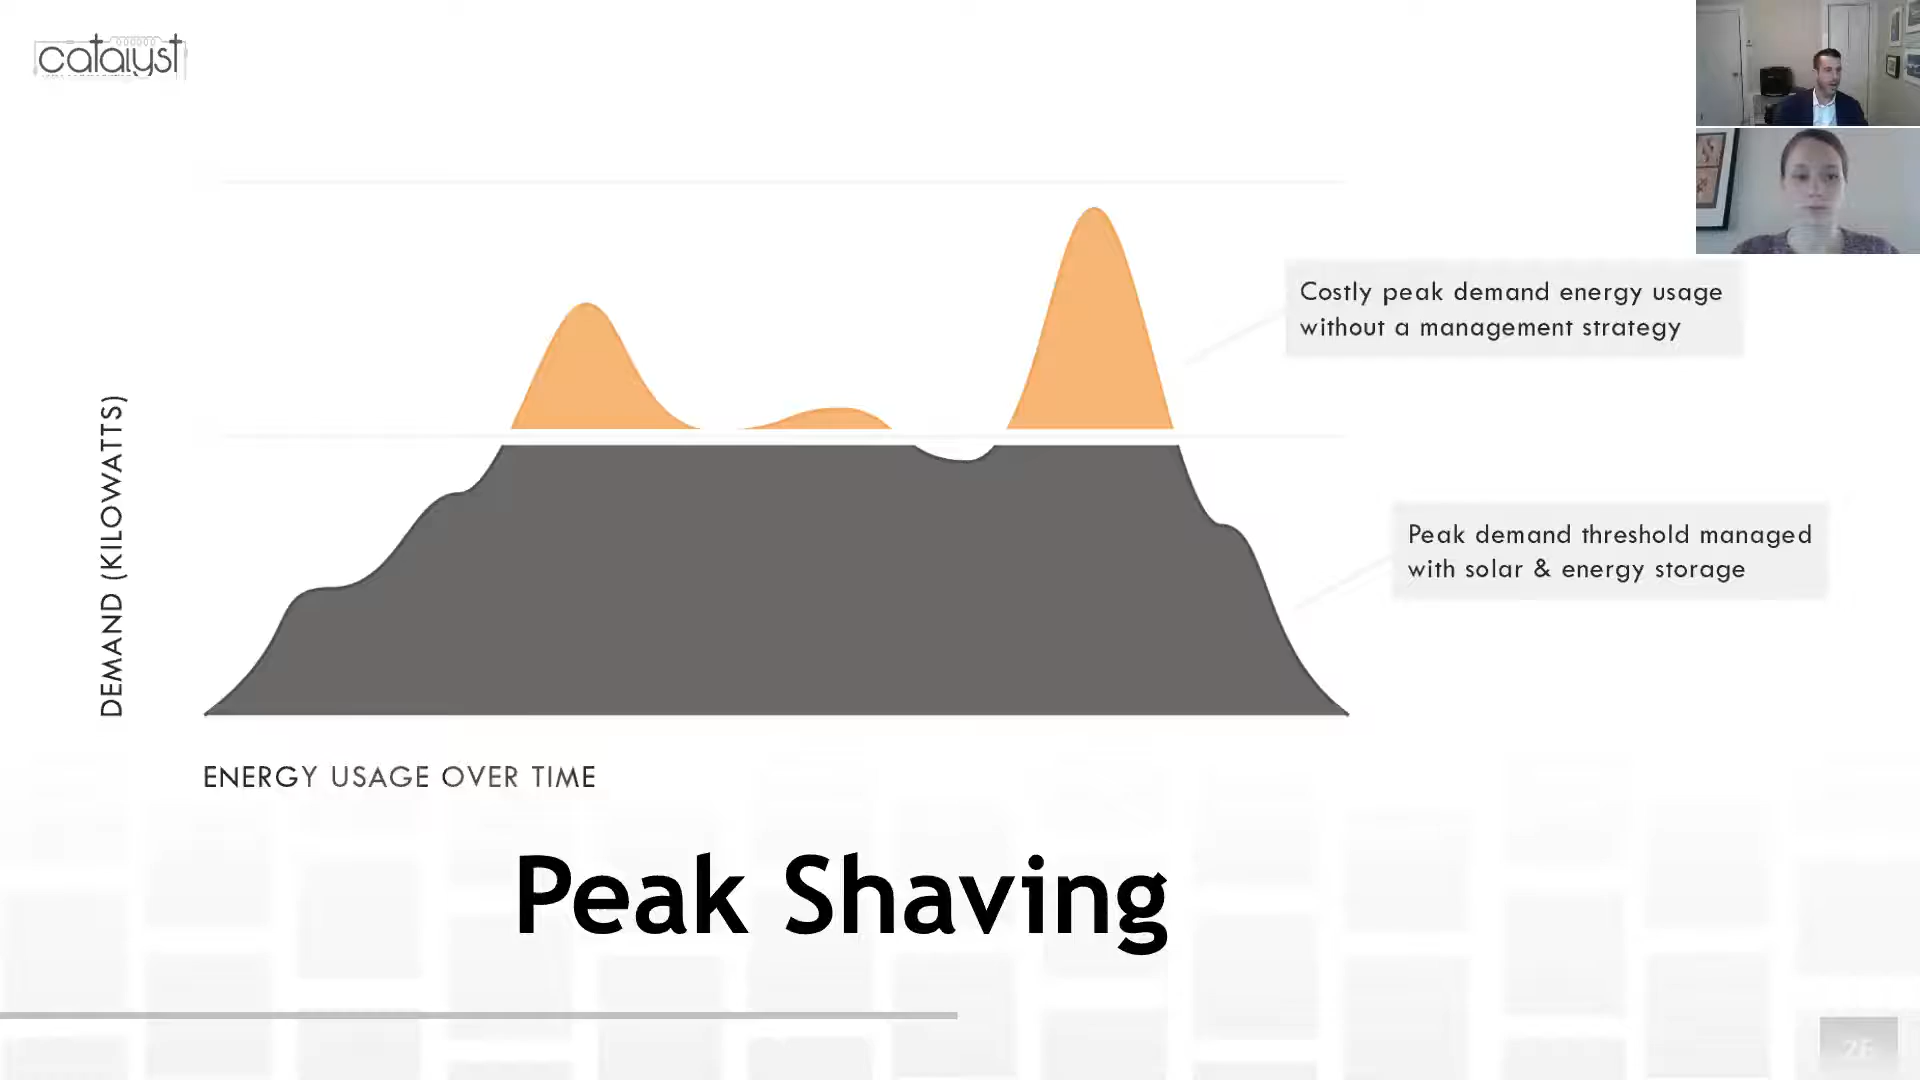 catalyst
Costly peak demand energy usage
without a management strategy
Peak demand threshold managed
with solar & energy storage
DEMAND (KILOWATTS)
ENERGY USAGE OVER TIME
Peak Shaving